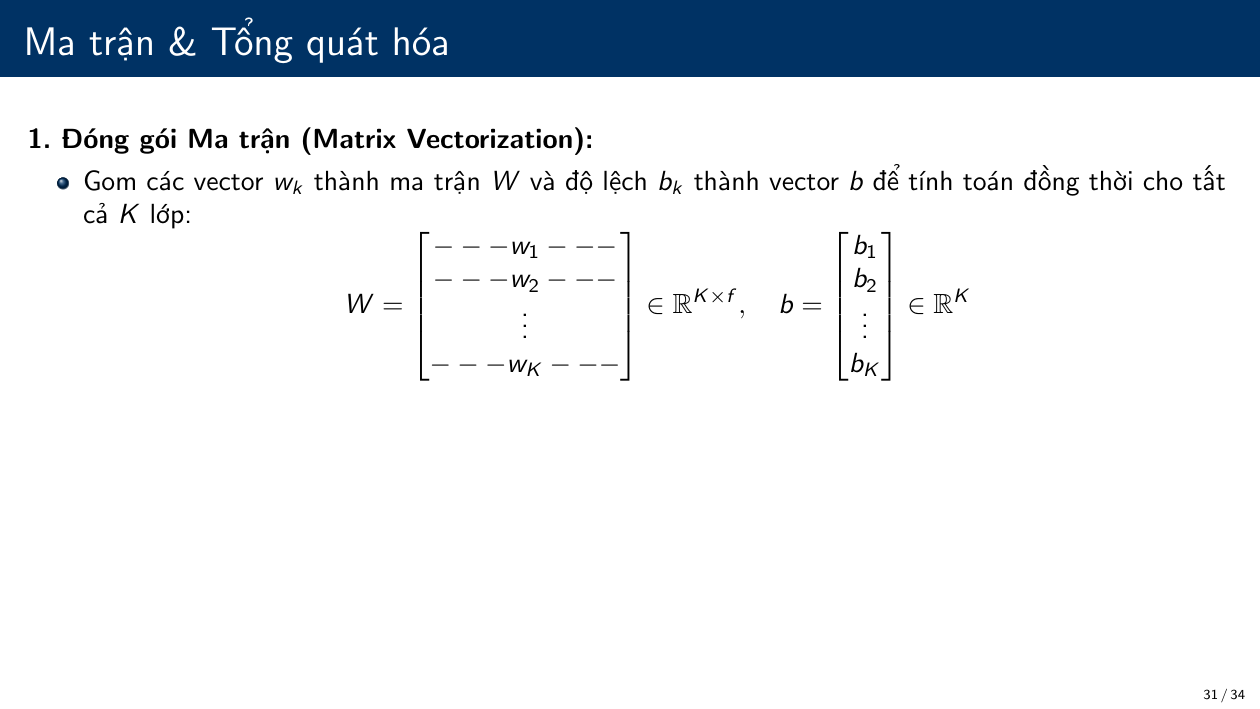 Ma trận & Tổng quát hóa
1. Đóng gói Ma trận (Matrix Vectorization):
Gom các vector w_k thành ma trận W và độ lệch b_k thành vector b để tính toán đồng thời cho tất
cả K lớp:
W = [− − −w_1 − −−; − − −w_2 − −−; ⋮; − − −w_K − −−] ∈ ℝ^{K×f}, b = [b_1; b_2; ⋮; b_K] ∈ ℝ^K
31 / 34